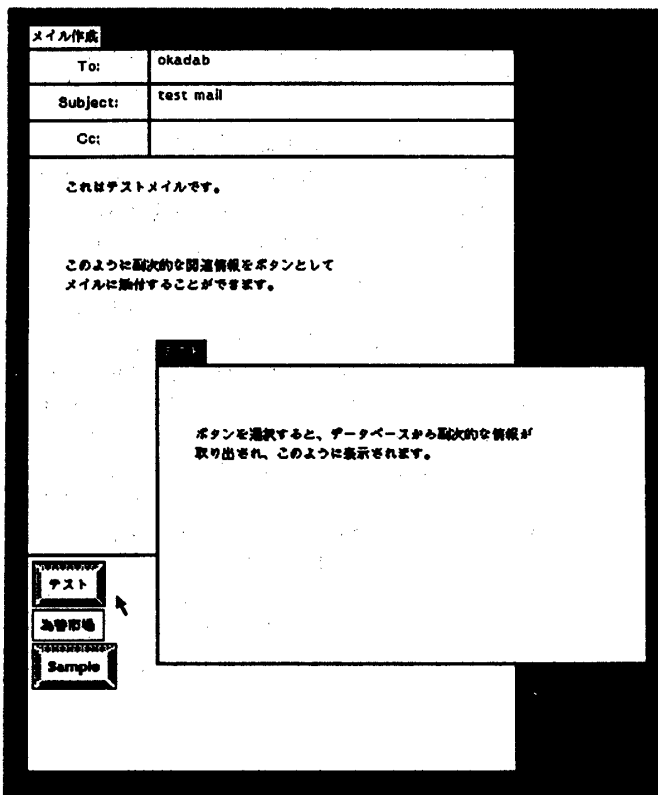 メイル作成
To: okadab
Subject: test mail
Cc:
これはテストメイルです。
このように副次的な関連情報をボタンとして
メイルに添付することができます。
ボタンを選択すると、データベースから副次的な情報が
取り出され、このように表示されます。
テスト
為替市場
Sample